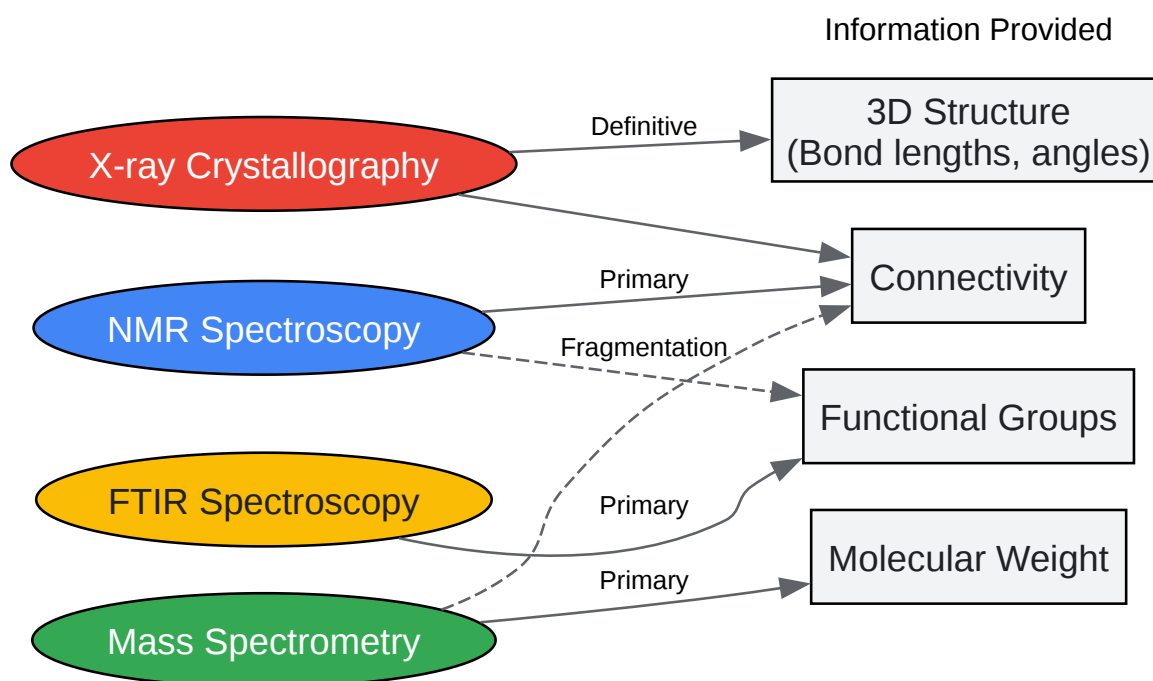 Information Provided
3D Structure
(Bond lengths, angles)
Definitive
X-ray Crystallography
Connectivity
Primary
NMR Spectroscopy
Fragmentation
Functional Groups
FTIR Spectroscopy
Primary
Molecular Weight
Primary
Mass Spectrometry